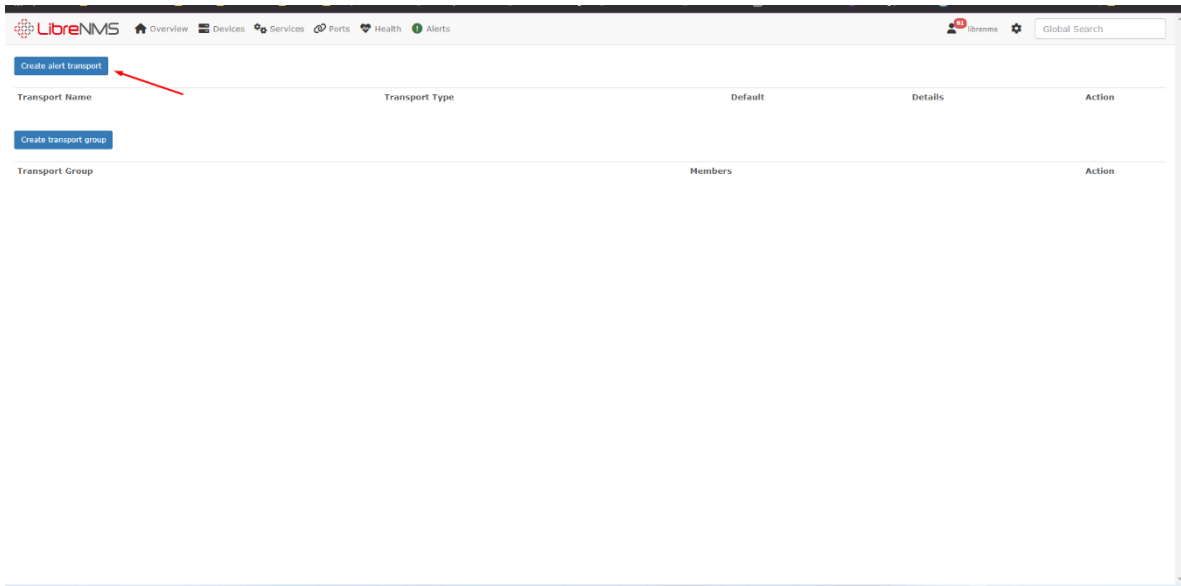 LibreNMS Overview Devices Services Ports Health Alerts 61 librenms Global Search
Create alert transport
Transport Name Transport Type Default Details Action
Create transport group
Transport Group Members Action